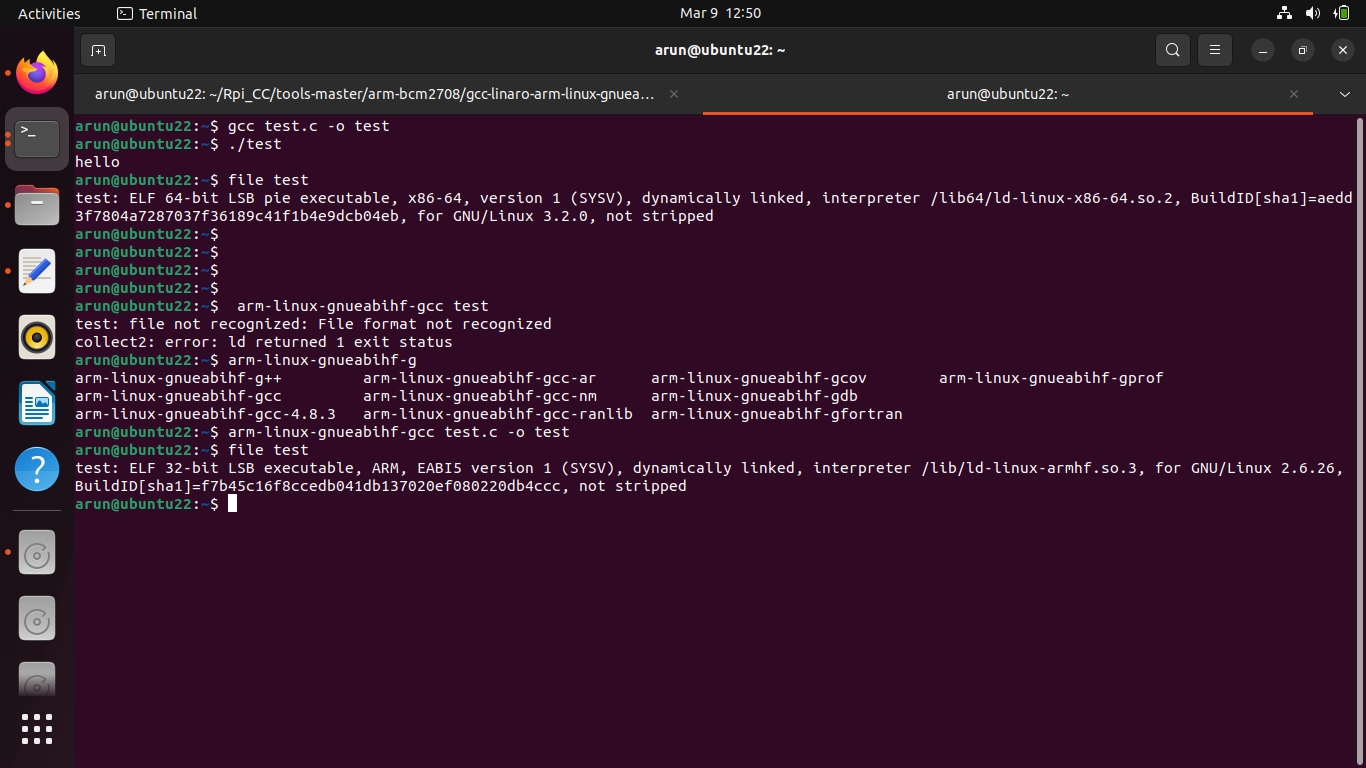 Activities
Terminal
Mar 9 12:50
arun@ubuntu22: ~
arun@ubuntu22: ~/Rpi_CC/tools-master/arm-bcm2708/gcc-linaro-arm-linux-gnuea…
arun@ubuntu22: ~
arun@ubuntu22:~$ gcc test.c -o test
arun@ubuntu22:~$ ./test
hello
arun@ubuntu22:~$ file test
test: ELF 64-bit LSB pie executable, x86-64, version 1 (SYSV), dynamically linked, interpreter /lib64/ld-linux-x86-64.so.2, BuildID[sha1]=aedd
3f7804a7287037f36189c41f1b4e9dcb04eb, for GNU/Linux 3.2.0, not stripped
arun@ubuntu22:~$
arun@ubuntu22:~$
arun@ubuntu22:~$
arun@ubuntu22:~$
arun@ubuntu22:~$  arm-linux-gnueabihf-gcc test
test: file not recognized: File format not recognized
collect2: error: ld returned 1 exit status
arun@ubuntu22:~$ arm-linux-gnueabihf-g
arm-linux-gnueabihf-g++         arm-linux-gnueabihf-gcc-ar      arm-linux-gnueabihf-gcov        arm-linux-gnueabihf-gprof
arm-linux-gnueabihf-gcc         arm-linux-gnueabihf-gcc-nm      arm-linux-gnueabihf-gdb
arm-linux-gnueabihf-gcc-4.8.3   arm-linux-gnueabihf-gcc-ranlib  arm-linux-gnueabihf-gfortran
arun@ubuntu22:~$ arm-linux-gnueabihf-gcc test.c -o test
arun@ubuntu22:~$ file test
test: ELF 32-bit LSB executable, ARM, EABI5 version 1 (SYSV), dynamically linked, interpreter /lib/ld-linux-armhf.so.3, for GNU/Linux 2.6.26,
BuildID[sha1]=f7b45c16f8ccedb041db137020ef080220db4ccc, not stripped
arun@ubuntu22:~$